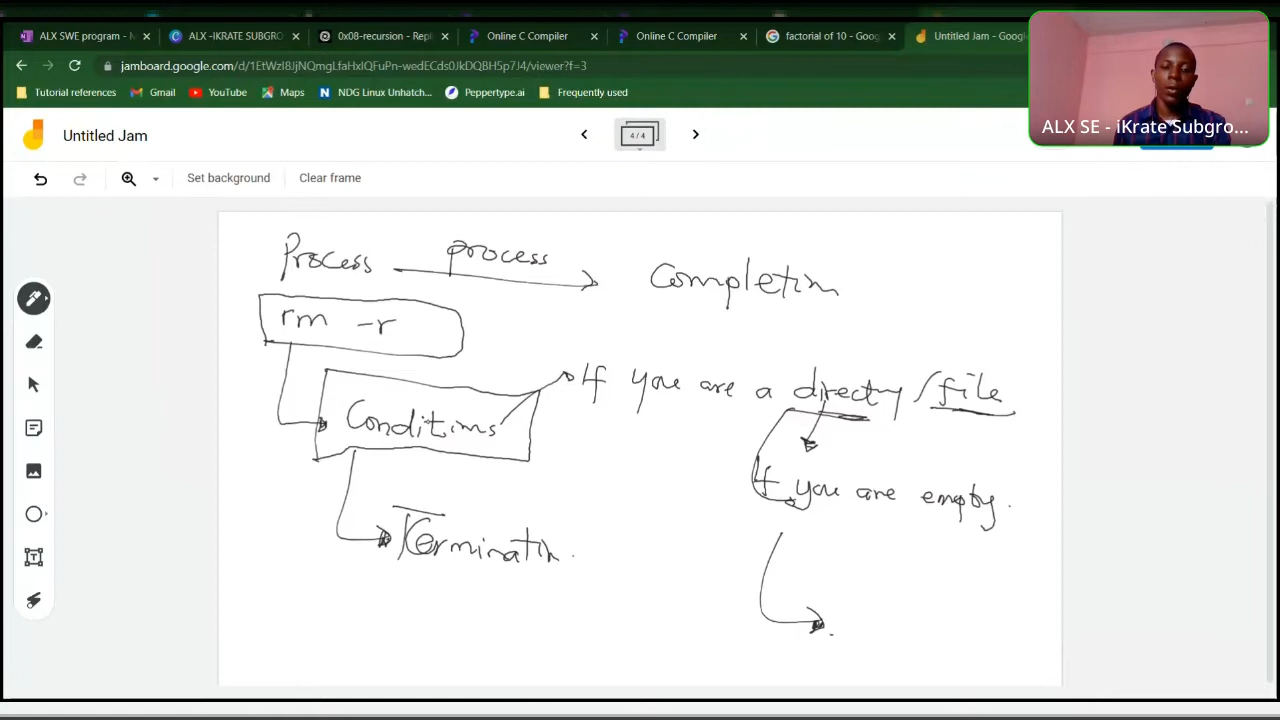 ALX SWE program - M
ALX -IKRATE SUBGRO
0x08-recursion - Repl
Online C Compiler
Online C Compiler
factorial of 10 - Goog
Untitled Jam - Goog
jamboard.google.com/d/1EtWzI8JjNQmgLfaHxIQFuPn-wedECds0JkDQBH5p7J4/viewer?f=3
Tutorial references
Gmail
YouTube
Maps
NDG Linux Unhatch...
Peppertype.ai
Frequently used
ALX SE - iKrate Subgro...
Untitled Jam
4 / 4
Set background
Clear frame
Process process Completion
rm -r
If you are a directy / file
Conditions
If you are empty.
Termination.